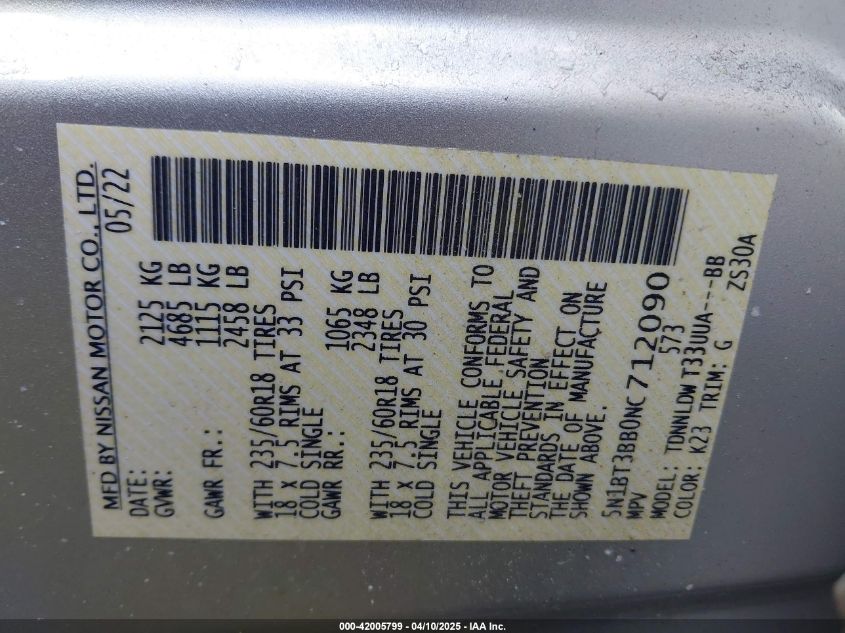 MFD BY NISSAN MOTOR CO., LTD.
DATE: 05/22
GVWR: 2125 KG
4685 LB
GAWR FR.: 1115 KG
2458 LB
WITH 235/60R18 TIRES
18 X 7.5 RIMS AT 33 PSI
COLD SINGLE
GAWR RR.: 1065 KG
2348 LB
WITH 235/60R18 TIRES
18 X 7.5 RIMS AT 30 PSI
COLD SINGLE
THIS VEHICLE CONFORMS TO
ALL APPLICABLE FEDERAL
MOTOR VEHICLE SAFETY AND
THEFT PREVENTION
STANDARDS IN EFFECT ON
THE DATE OF MANUFACTURE
SHOWN ABOVE.
5N1BT3BB0NC712090
MPV 573
MODEL: TDNNLDW T33UUA---BB
COLOR: K23 TRIM: G ZS30A
000-42005799 - 04/10/2025 - IAA Inc.